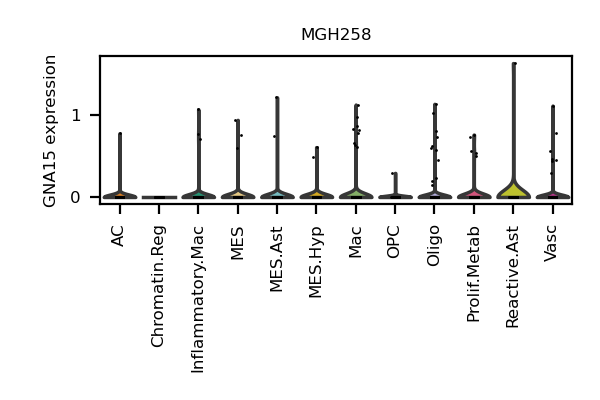 MGH258
GNA15 expression
1
0
AC
Chromatin.Reg
Inflammatory.Mac
MES
MES.Ast
MES.Hyp
Mac
OPC
Oligo
Prolif.Metab
Reactive.Ast
Vasc